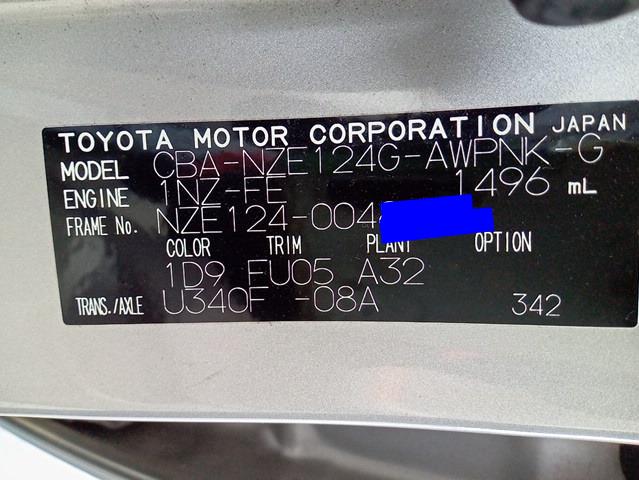 TOYOTA MOTOR CORPORATION JAPAN
MODEL CBA-NZE124G-AWPNK-G
ENGINE 1NZ-FE 1496 mL
FRAME No. NZE124-004
COLOR TRIM PLANT OPTION
1D9 FU05 A32
TRANS./AXLE U340F -08A 342